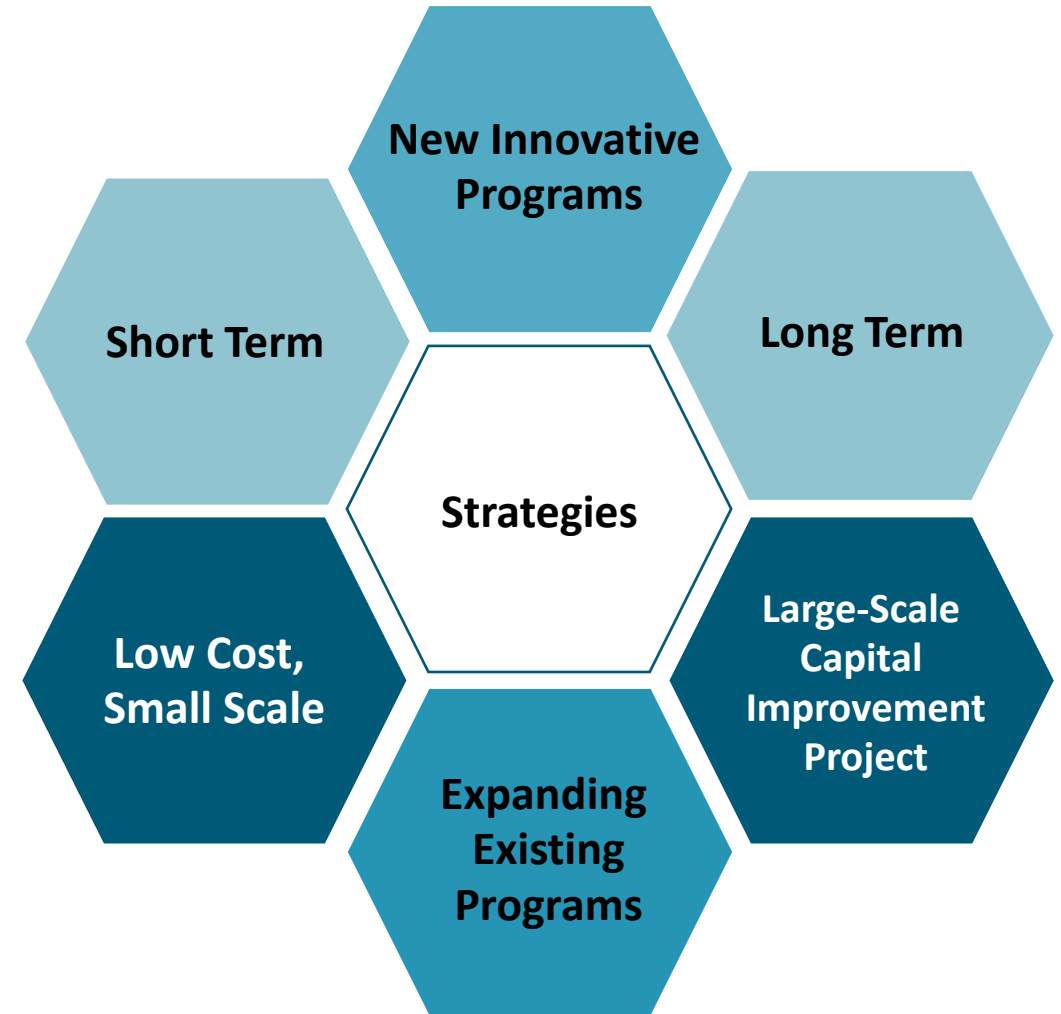 New Innovative
Programs
Short Term
Long Term
Strategies
Low Cost,
Small Scale
Large-Scale
Capital
Improvement
Project
Expanding
Existing
Programs